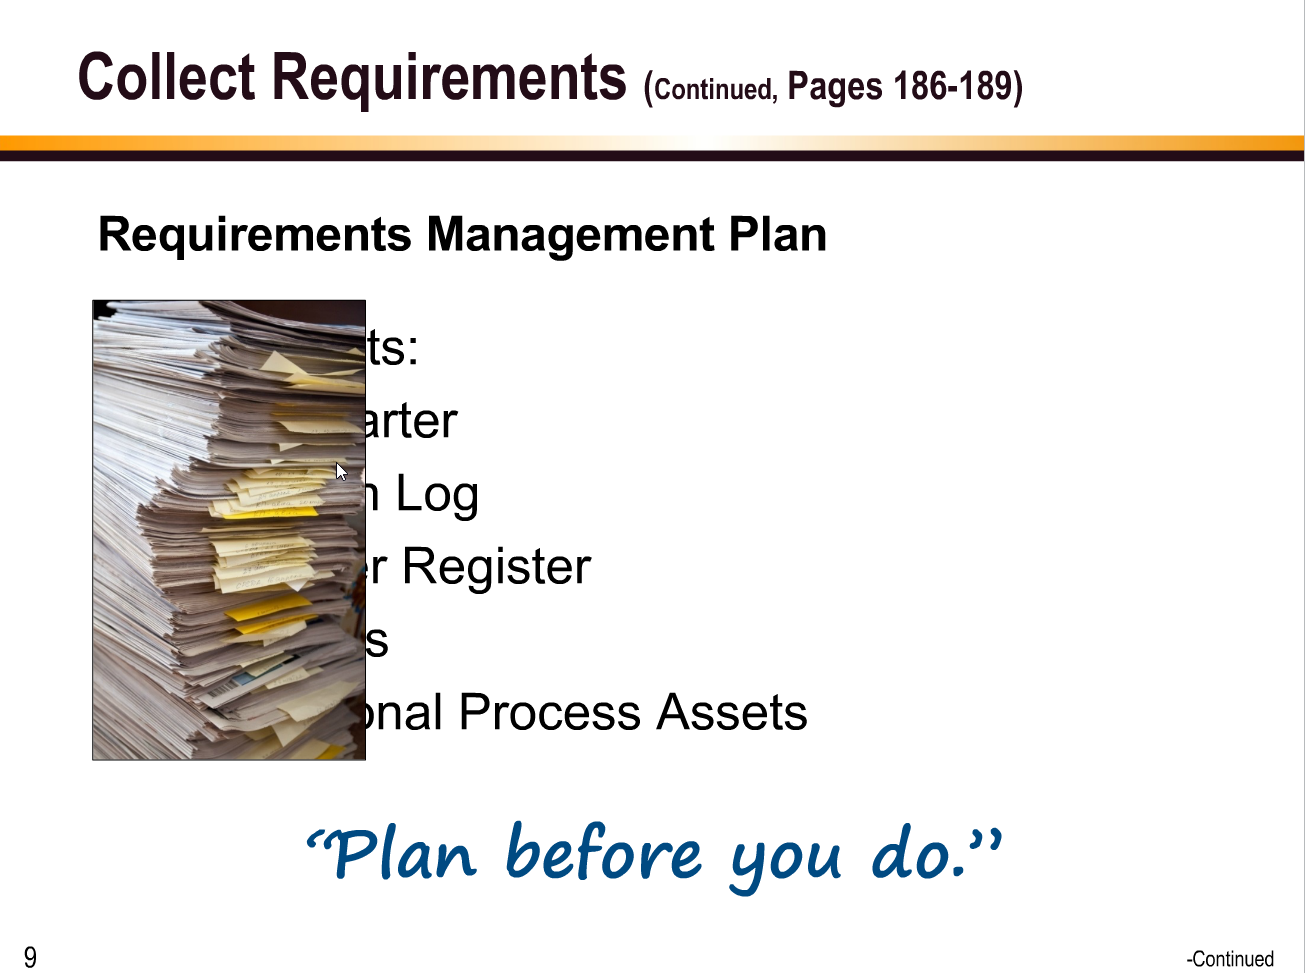 Collect Requirements (Continued, Pages 186-189)
Requirements Management Plan
ts:
arter
n Log
er Register
s
onal Process Assets
“Plan before you do.”
9
-Continued